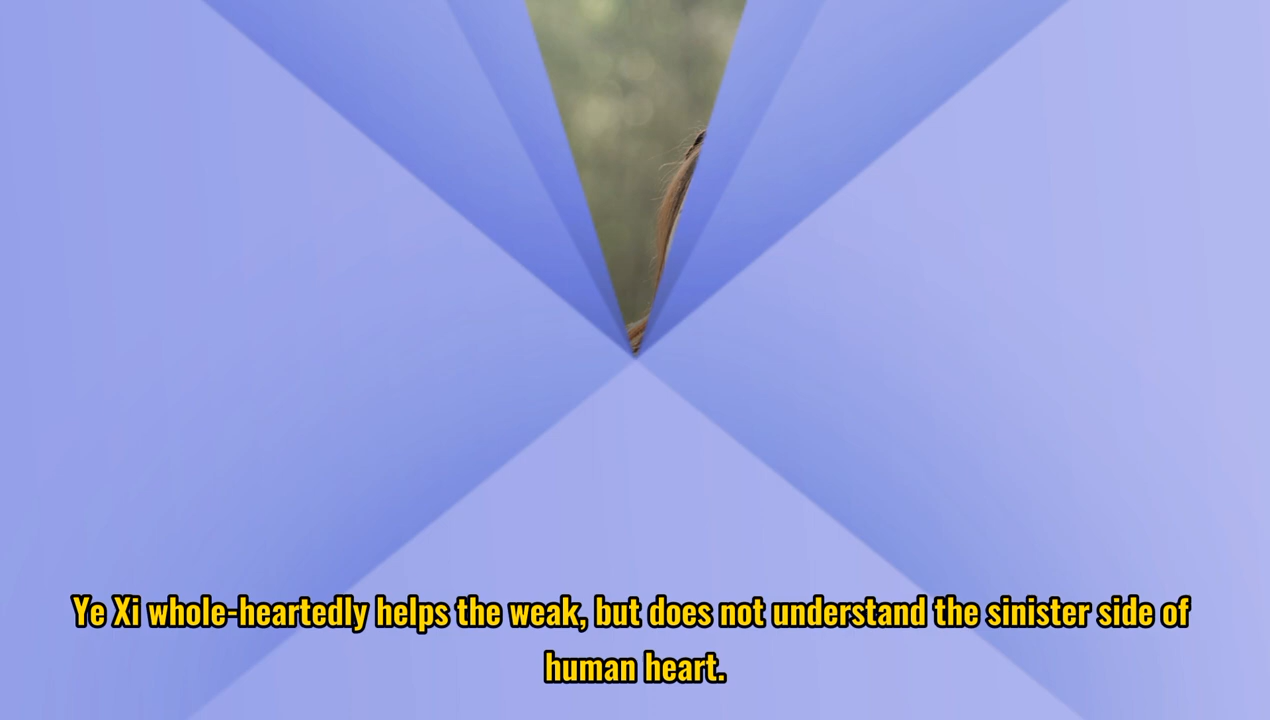 Ye Xi whole-heartedly helps the weak, but does not understand the sinister side of
human heart.